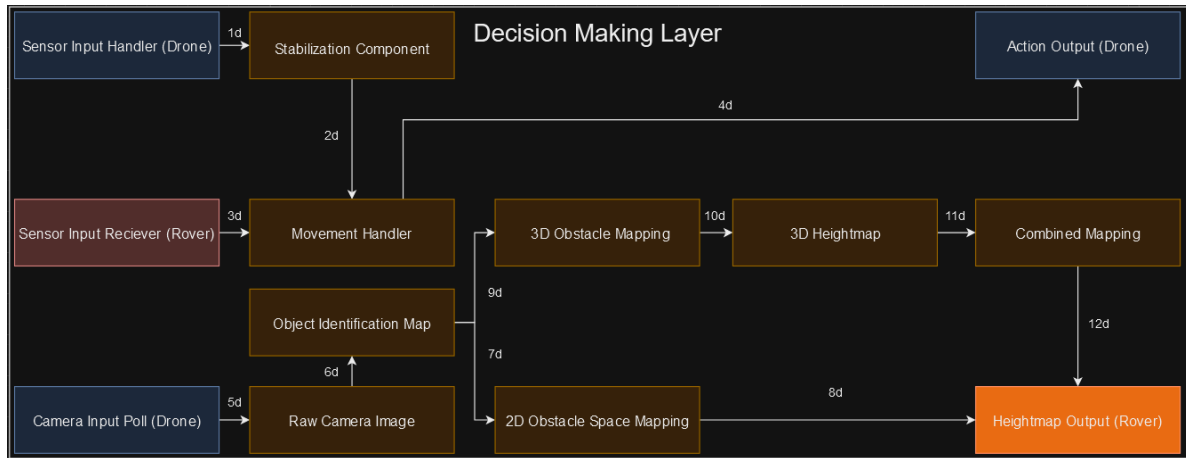 Decision Making Layer
Sensor Input Handler (Drone)
1d
Stabilization Component
Action Output (Drone)
2d
4d
Sensor Input Reciever (Rover)
3d
Movement Handler
3D Obstacle Mapping
10d
3D Heightmap
11d
Combined Mapping
Object Identification Map
9d
7d
12d
6d
Camera Input Poll (Drone)
5d
Raw Camera Image
2D Obstacle Space Mapping
8d
Heightmap Output (Rover)